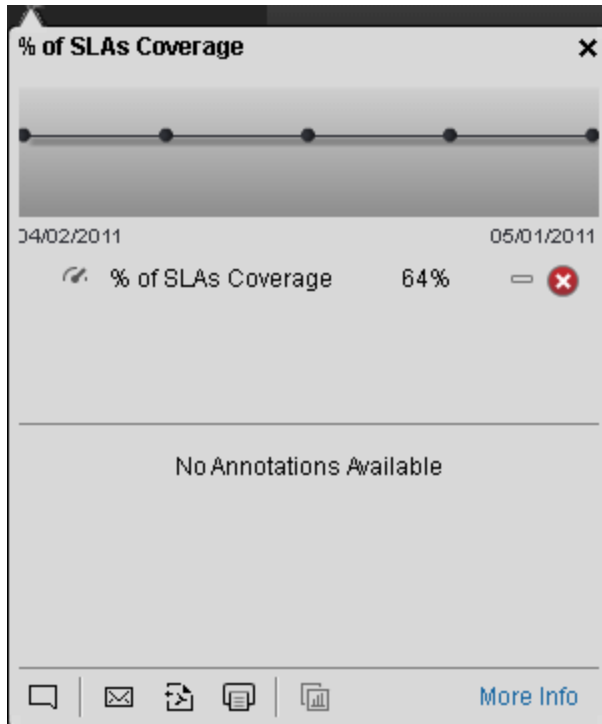 % of SLAs Coverage
04/02/2011 05/01/2011
% of SLAs Coverage 64%
No Annotations Available
More Info